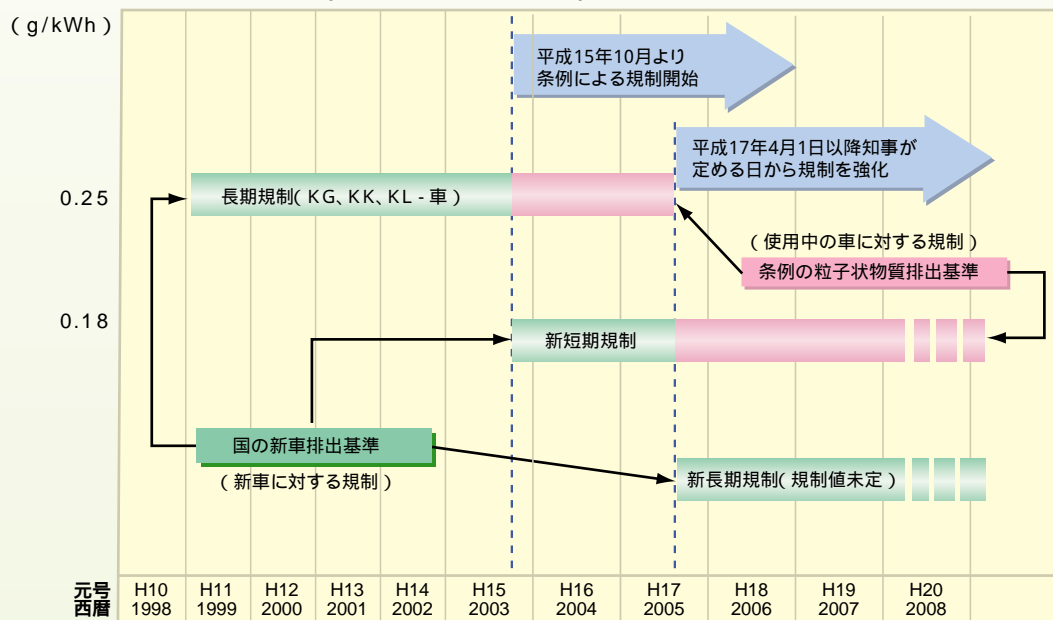 （g/kWh）
平成15年10月より
条例による規制開始
平成17年4月1日以降知事が
定める日から規制を強化
0.25
長期規制（KG、KK、KL-車）
（使用中の車に対する規制）
条例の粒子状物質排出基準
0.18
新短期規制
国の新車排出基準
（新車に対する規制）
新長期規制（規制値未定）
元号 H10 H11 H12 H13 H14 H15 H16 H17 H18 H19 H20
西暦 1998 1999 2000 2001 2002 2003 2004 2005 2006 2007 2008